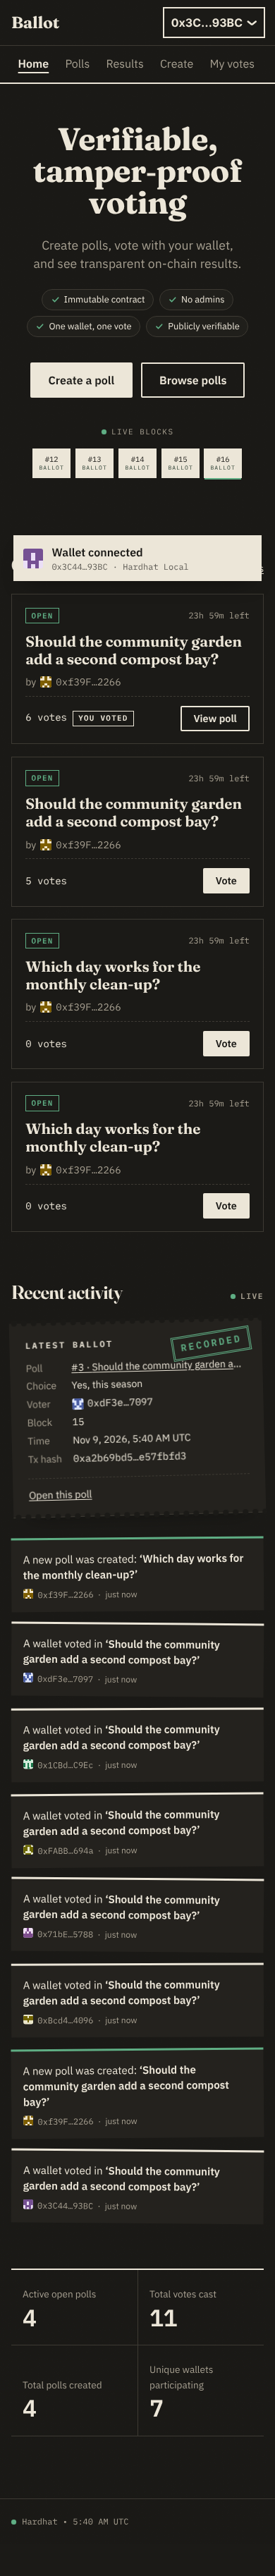 Ballot
0x3C...93BC
Home Polls Results Create My votes
Verifiable,
tamper-proof
voting
Create polls, vote with your wallet,
and see transparent on-chain results.
Immutable contract
No admins
One wallet, one vote
Publicly verifiable
Create a poll
Browse polls
LIVE BLOCKS
#12 #13 #14 #15 #16
BALLOT BALLOT BALLOT BALLOT BALLOT
Wallet connected
0x3C44…93BC · Hardhat Local
OPEN
23h 59m left
Should the community garden
add a second compost bay?
by 0xf39F…2266
6 votes YOU VOTED
View poll
OPEN
23h 59m left
Should the community garden
add a second compost bay?
by 0xf39F…2266
5 votes
Vote
OPEN
23h 59m left
Which day works for the
monthly clean-up?
by 0xf39F…2266
0 votes
Vote
OPEN
23h 59m left
Which day works for the
monthly clean-up?
by 0xf39F…2266
0 votes
Vote
Recent activity
LIVE
LATEST BALLOT
RECORDED
Poll #3 · Should the community garden a…
Choice Yes, this season
Voter 0xdF3e…7097
Block 15
Time Nov 9, 2026, 5:40 AM UTC
Tx hash 0xa2b69bd5…e57fbfd3
Open this poll
A new poll was created: ‘Which day works for
the monthly clean-up?’
0xf39F…2266 · just now
A wallet voted in ‘Should the community
garden add a second compost bay?’
0xdF3e…7097 · just now
A wallet voted in ‘Should the community
garden add a second compost bay?’
0x1CBd…C9Ec · just now
A wallet voted in ‘Should the community
garden add a second compost bay?’
0xFABB…694a · just now
A wallet voted in ‘Should the community
garden add a second compost bay?’
0x71bE…5788 · just now
A wallet voted in ‘Should the community
garden add a second compost bay?’
0xBcd4…4096 · just now
A new poll was created: ‘Should the
community garden add a second compost
bay?’
0xf39F…2266 · just now
A wallet voted in ‘Should the community
garden add a second compost bay?’
0x3C44…93BC · just now
Active open polls
4
Total votes cast
11
Total polls created
4
Unique wallets
participating
7
Hardhat • 5:40 AM UTC